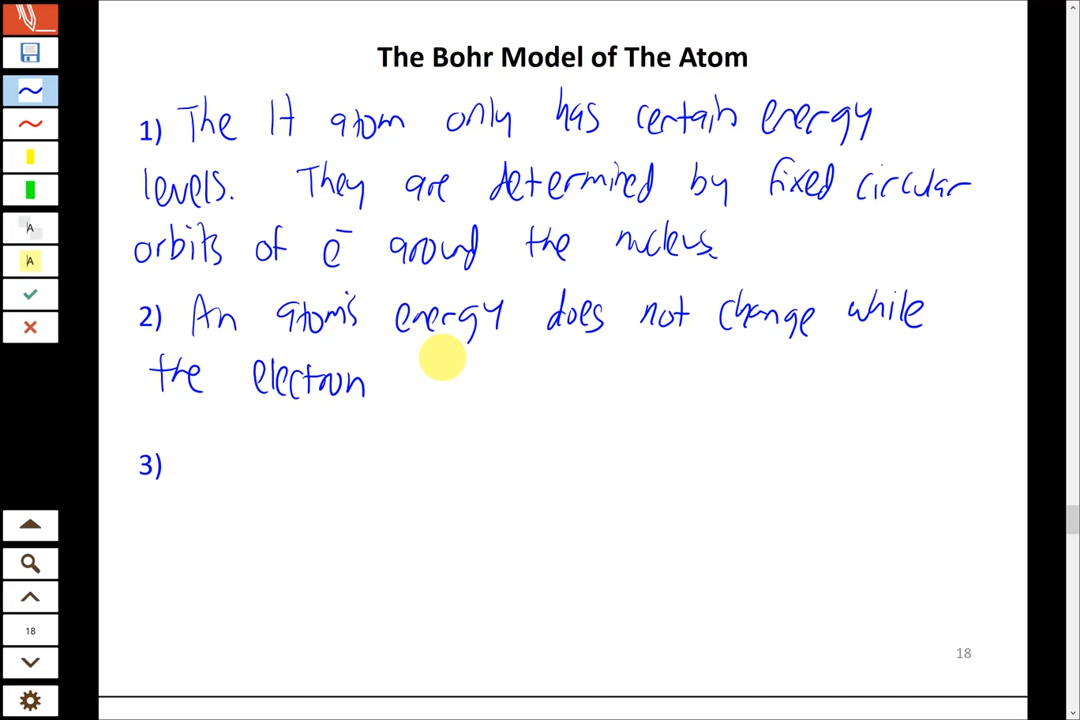 The Bohr Model of The Atom
1) The H atom only has certain energy
levels. They are determined by fixed circular
orbits of e⁻ around the nucleus.
2) An atom's energy does not change while
the electron
3)
A
A
18
18